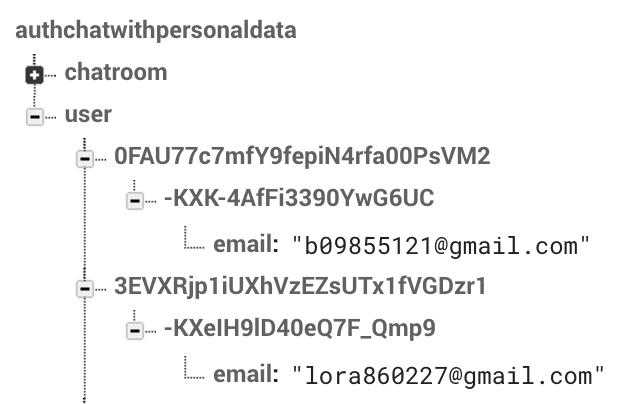 authchatwithpersonaldata
chatroom
user
0FAU77c7mfY9fepiN4rfa00PsVM2
-KXK-4AfFi3390YwG6UC
email: "b09855121@gmail.com"
3EVXRjp1iUXhVzEZsUTx1fVGDzr1
-KXeIH9lD40eQ7F_Qmp9
email: "lora860227@gmail.com"